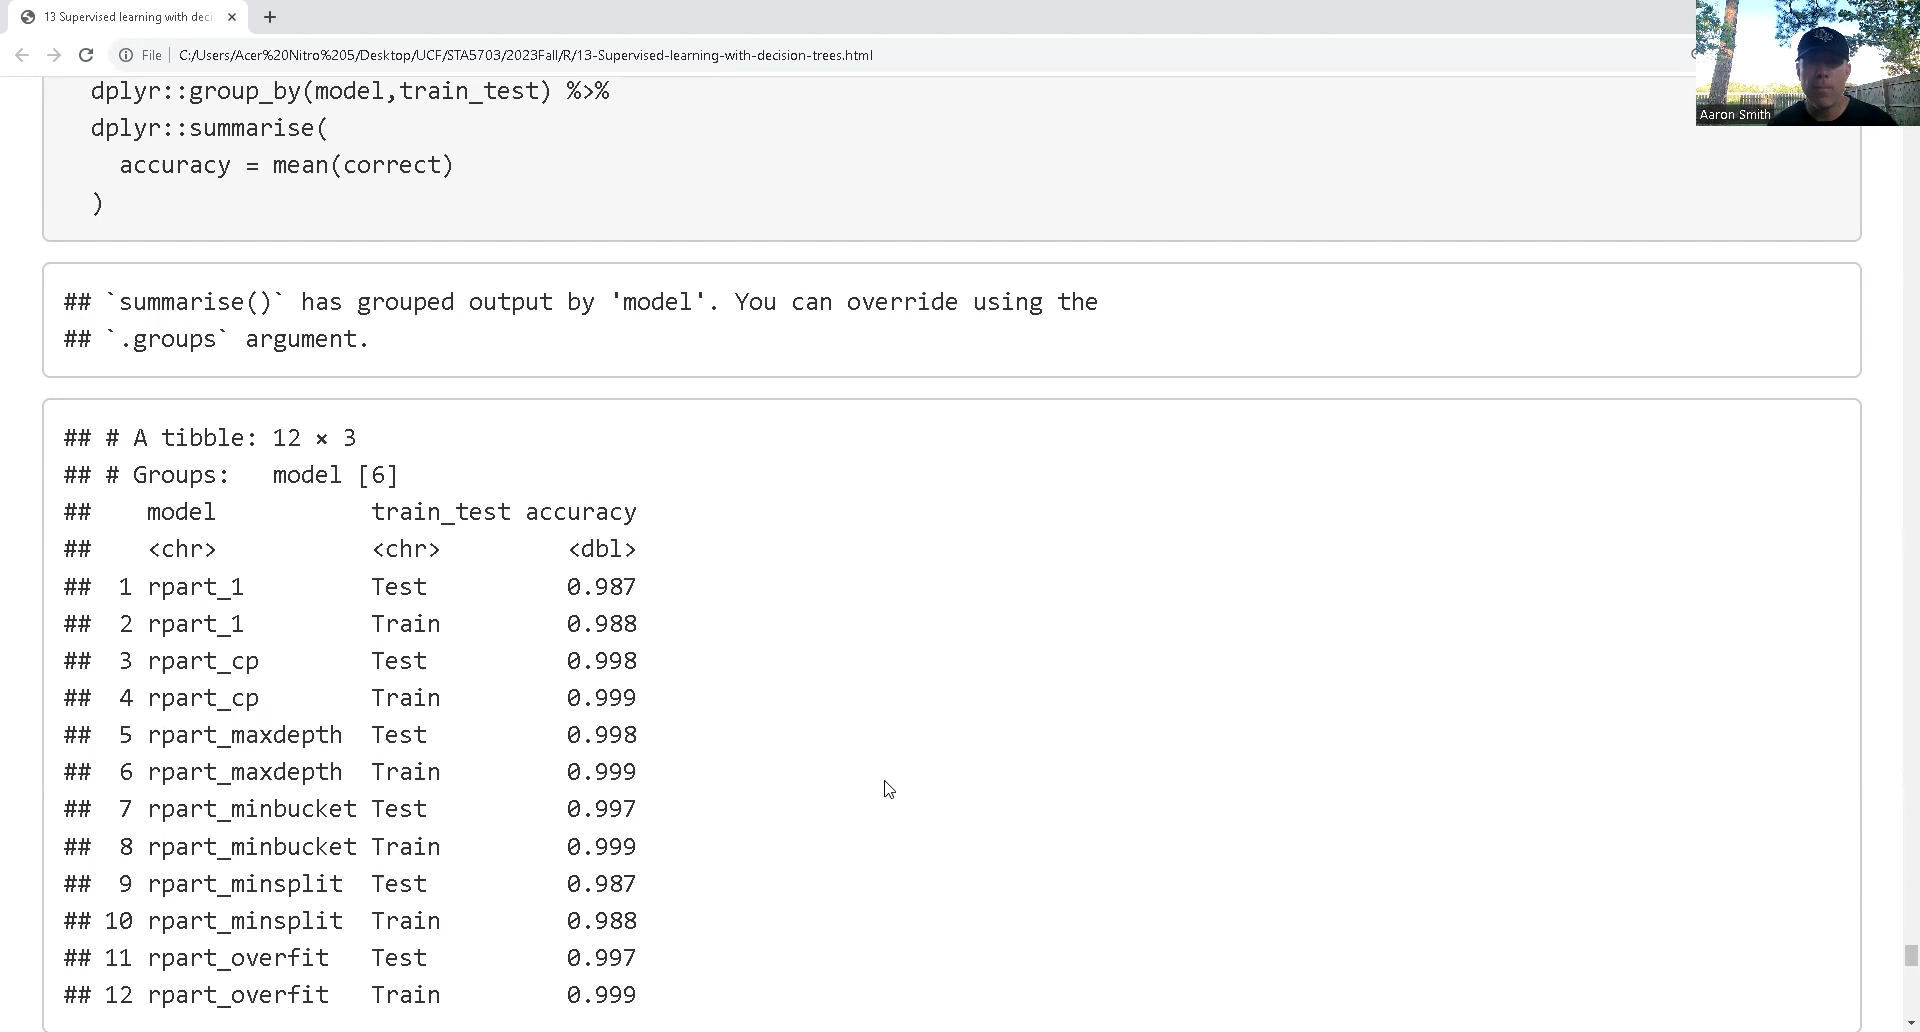 13 Supervised learning with deci
File
C:/Users/Acer%20Nitro%205/Desktop/UCF/STA5703/2023Fall/R/13-Supervised-learning-with-decision-trees.html
Aaron Smith
dplyr::group_by(model,train_test) %>%
dplyr::summarise(
accuracy = mean(correct)
)
## `summarise()` has grouped output by 'model'. You can override using the
## `.groups` argument.
## # A tibble: 12 × 3
## # Groups:   model [6]
##    model           train_test accuracy
##    <chr>           <chr>         <dbl>
##  1 rpart_1         Test          0.987
##  2 rpart_1         Train         0.988
##  3 rpart_cp        Test          0.998
##  4 rpart_cp        Train         0.999
##  5 rpart_maxdepth  Test          0.998
##  6 rpart_maxdepth  Train         0.999
##  7 rpart_minbucket Test          0.997
##  8 rpart_minbucket Train         0.999
##  9 rpart_minsplit  Test          0.987
## 10 rpart_minsplit  Train         0.988
## 11 rpart_overfit   Test          0.997
## 12 rpart_overfit   Train         0.999